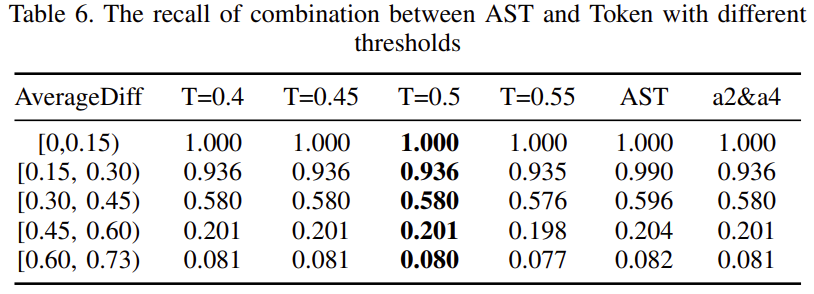 Table 6. The recall of combination between AST and Token with different
thresholds
AverageDiff T=0.4 T=0.45 T=0.5 T=0.55 AST a2&a4
[0,0.15) 1.000 1.000 1.000 1.000 1.000 1.000
[0.15, 0.30) 0.936 0.936 0.936 0.935 0.990 0.936
[0.30, 0.45) 0.580 0.580 0.580 0.576 0.596 0.580
[0.45, 0.60) 0.201 0.201 0.201 0.198 0.204 0.201
[0.60, 0.73) 0.081 0.081 0.080 0.077 0.082 0.081